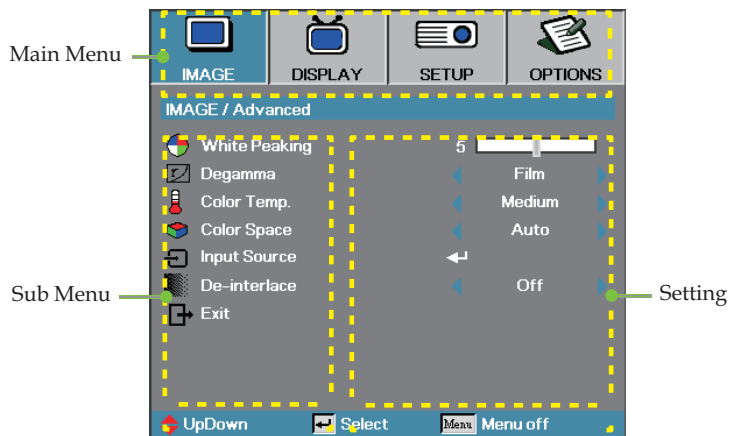 Main Menu
IMAGE DISPLAY SETUP OPTIONS
IMAGE / Advanced
White Peaking 5
Degamma Film
Color Temp. Medium
Color Space Auto
Input Source
De-interlace Off
Sub Menu
Setting
Exit
UpDown Select Menu Menu off